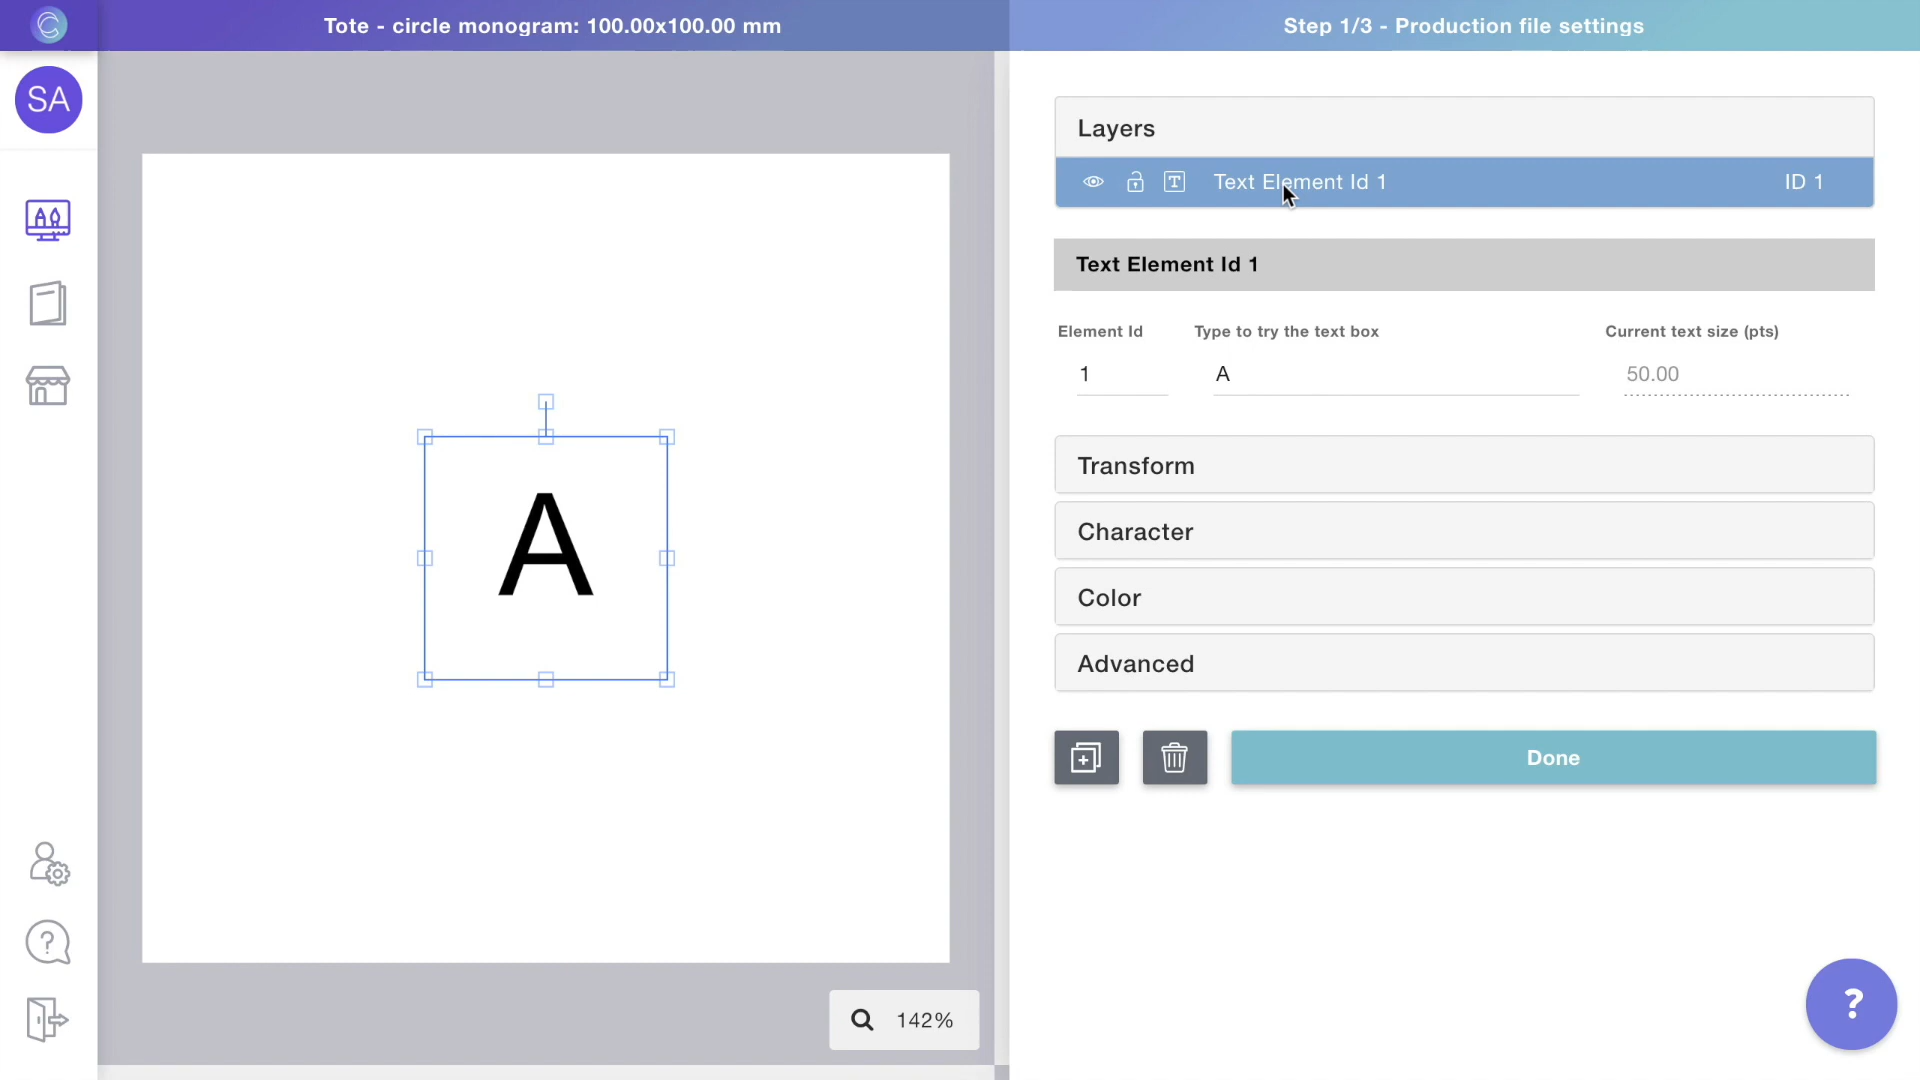 Tote - circle monogram: 100.00x100.00 mm
Step 1/3 - Production file settings
SA
Layers
T Text Element Id 1 ID 1
Text Element Id 1
Element Id Type to try the text box Current text size (pts)
1 A 50.00
A
Transform
Character
Color
Advanced
Done
?
?
142%